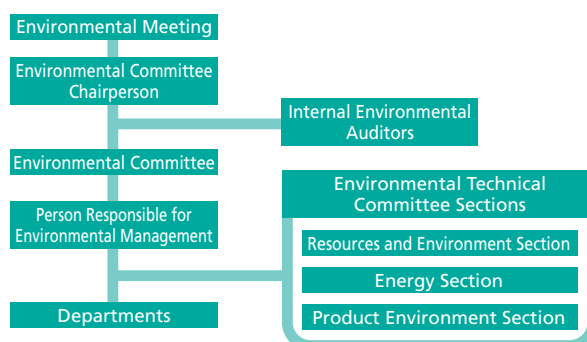 Environmental Meeting
Environmental Committee
Chairperson
Internal Environmental
Auditors
Environmental Committee
Person Responsible for
Environmental Management
Environmental Technical
Committee Sections
Resources and Environment Section
Energy Section
Product Environment Section
Departments